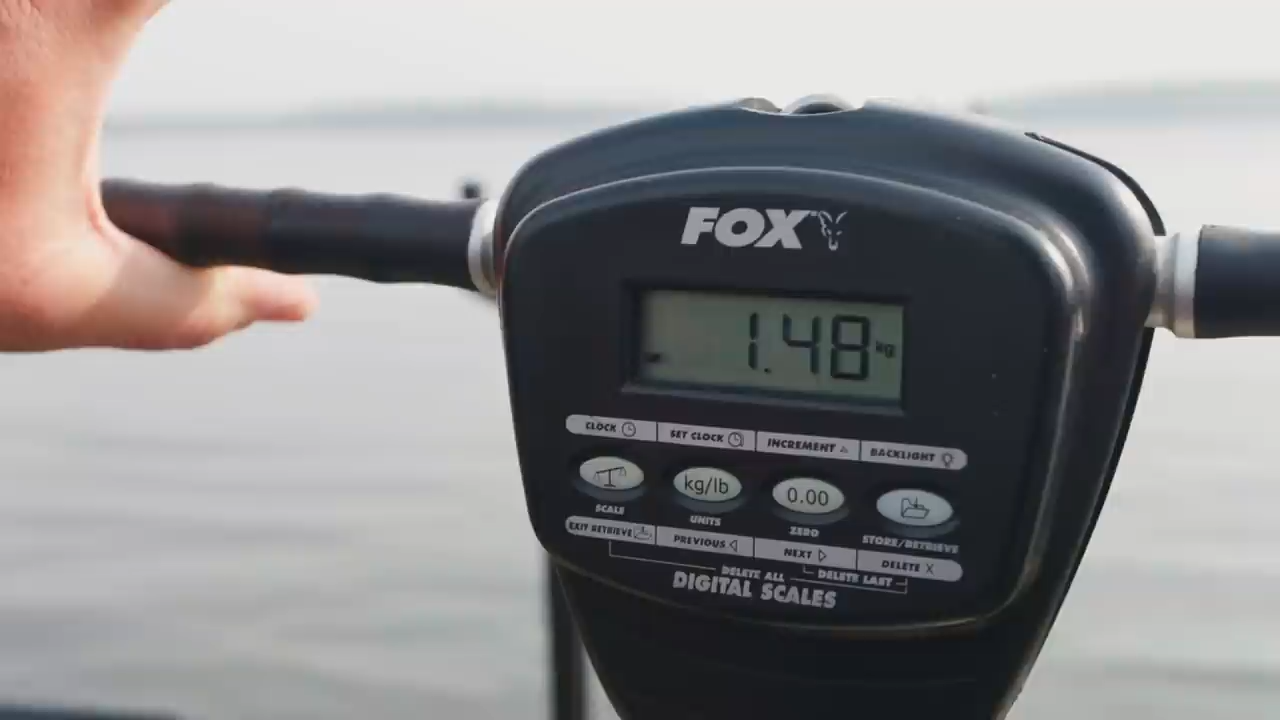 FOX™
1.48 kg
CLOCK SET CLOCK INCREMENT BACKLIGHT
kg/lb 0.00
SCALE UNITS ZERO STORE/RETRIEVE
EXIT RETRIEVE PREVIOUS NEXT DELETE X
DELETE ALL DELETE LAST
DIGITAL SCALES